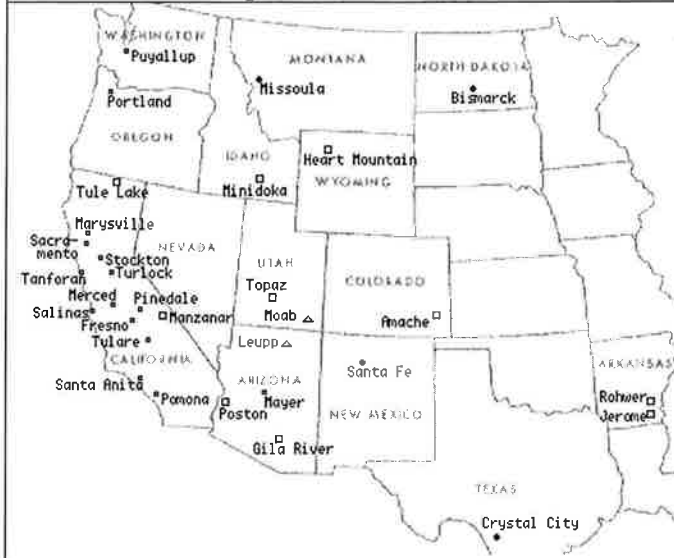 WASHINGTON
Puyallup
MONTANA
NORTH DAKOTA
Missoula
Bismarck
Portland
OREGON
IDAHO
Heart Mountain
Minidoka
WYOMING
Tule Lake
Marysville
Sacra-
mento
NEVADA
Stockton
UTAH
Tanforan
Turlock
COLORADO
Topaz
Merced
Pinedale
Salinas
Manzanar
Moab
Amache
Fresno
Tulare
Leupp
CALIFORNIA
Santa Fe
ARKANSAS
Santa Anita
ARIZONA
Pomona
Mayer
Rohwer
Poston
NEW MEXICO
Jerome
Gila River
TEXAS
Crystal City